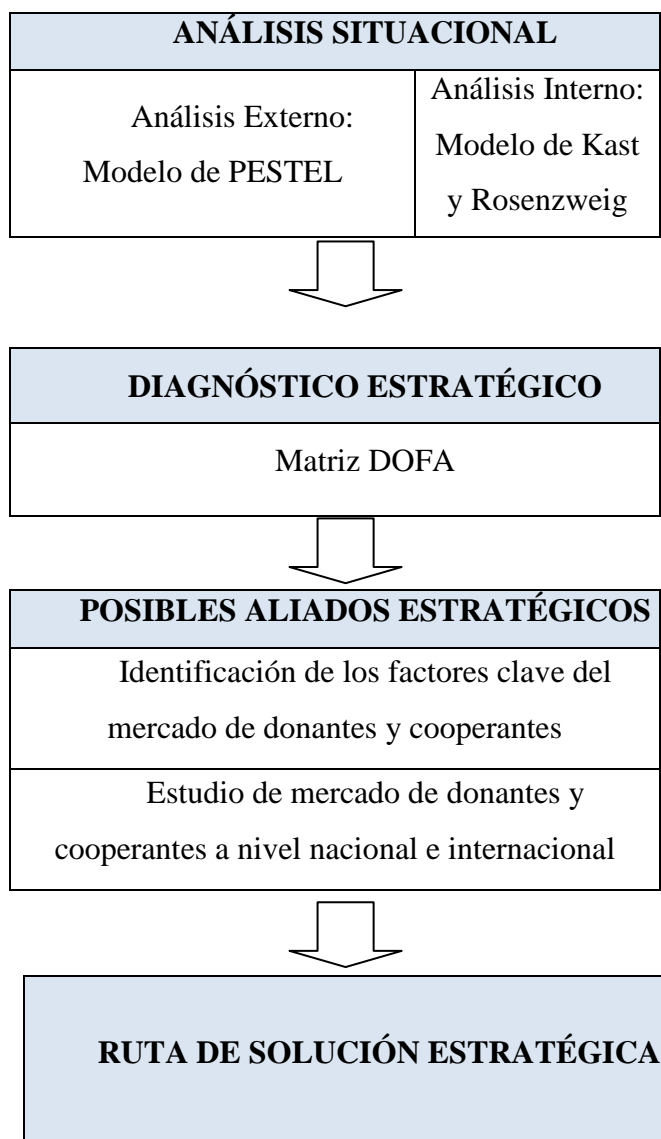 ANÁLISIS SITUACIONAL
Análisis Externo:
Modelo de PESTEL
Análisis Interno:
Modelo de Kast
y Rosenzweig
DIAGNÓSTICO ESTRATÉGICO
Matriz DOFA
POSIBLES ALIADOS ESTRATÉGICOS
Identificación de los factores clave del
mercado de donantes y cooperantes
Estudio de mercado de donantes y
cooperantes a nivel nacional e internacional
RUTA DE SOLUCIÓN ESTRATÉGICA